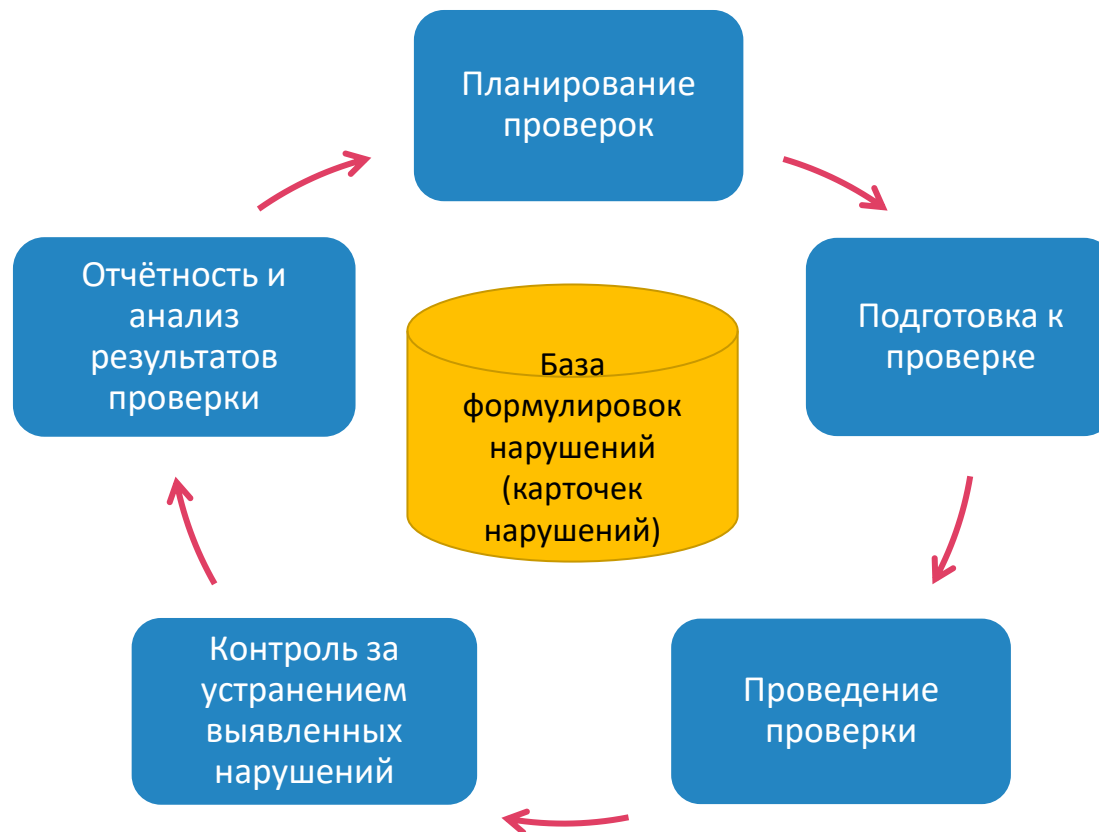 Планирование
проверок
Отчётность и
анализ
результатов
проверки
Подготовка к
проверке
База
формулировок
нарушений
(карточек
нарушений)
Контроль за
устранением
выявленных
нарушений
Проведение
проверки